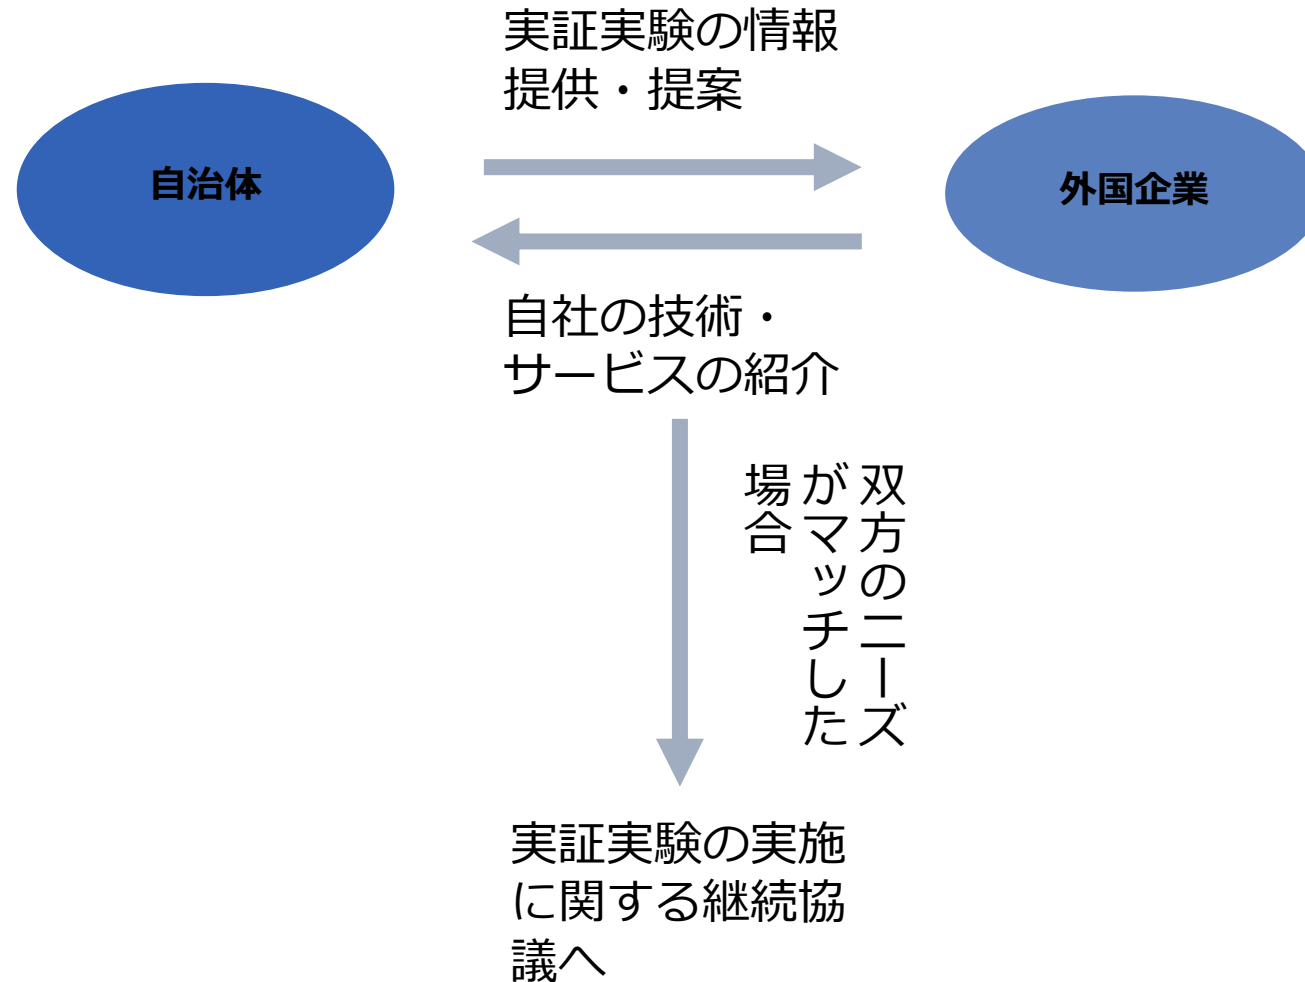 実証実験の情報
提供・提案
自治体
外国企業
自社の技術・
サービスの紹介
双方のニーズ
がマッチした
場合
実証実験の実施
に関する継続協
議へ